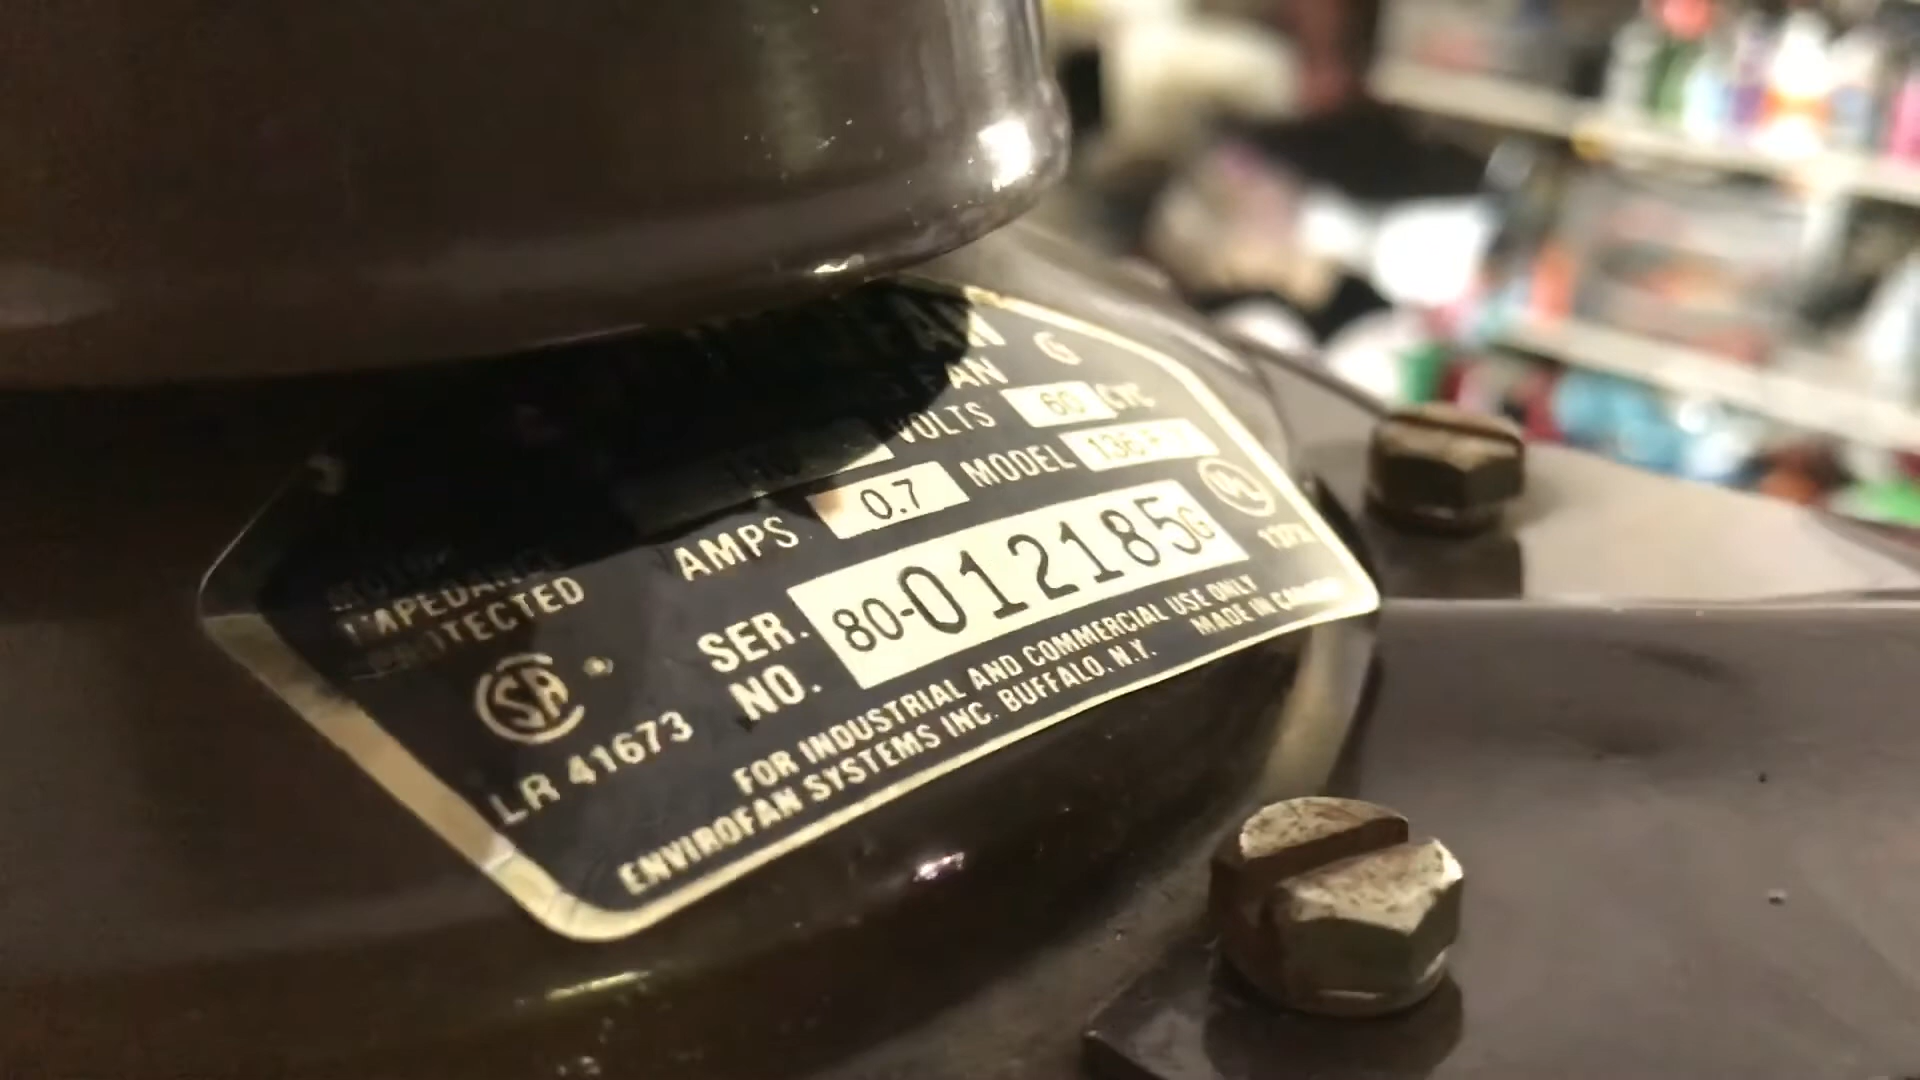 G
VOLTS 60 CYC
AMPS 0.7 MODEL
MOTOR
IMPEDANCE
PROTECTED
SER. NO. 80-012185G
LR 41673
FOR INDUSTRIAL AND COMMERCIAL USE ONLY
ENVIROFAN SYSTEMS INC. BUFFALO, N.Y.
MADE IN